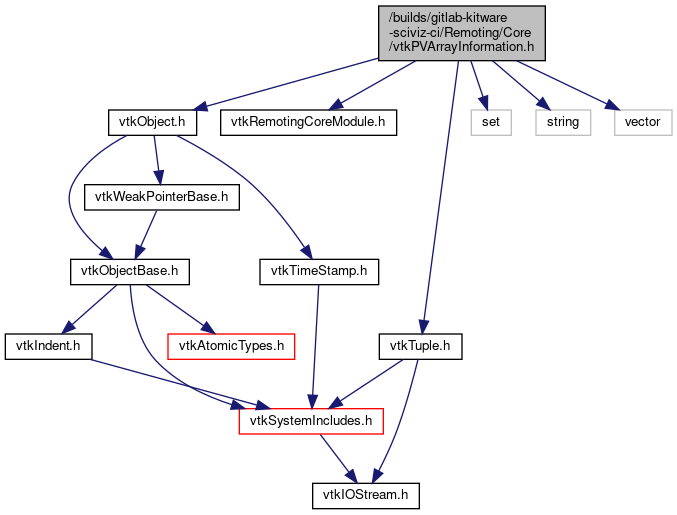 /builds/gitlab-kitware
-sciviz-ci/Remoting/Core
/vtkPVArrayInformation.h
vtkObject.h
vtkRemotingCoreModule.h
set
string
vector
vtkWeakPointerBase.h
vtkObjectBase.h
vtkTimeStamp.h
vtkIndent.h
vtkAtomicTypes.h
vtkTuple.h
vtkSystemIncludes.h
vtkIOStream.h